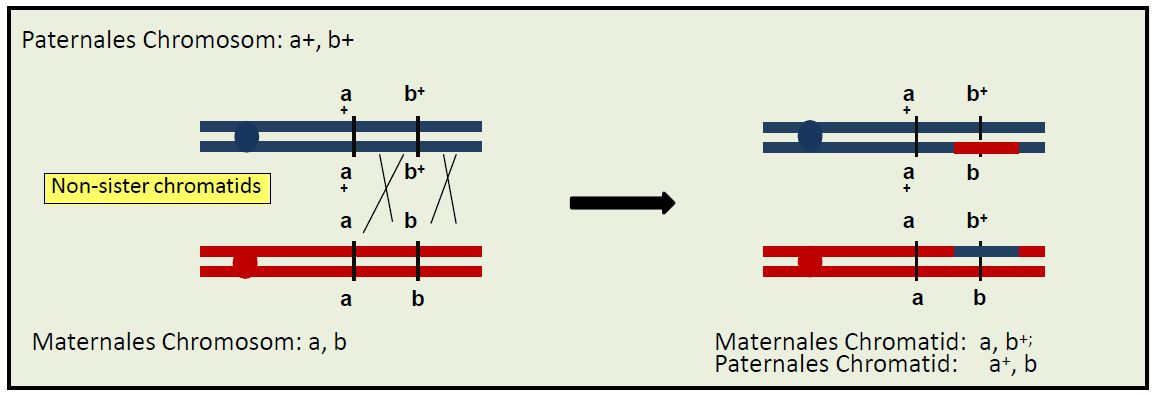 Paternales Chromosom: a+, b+
a b⁺ a b⁺
+ +
a b⁺ a b
+ +
Non-sister chromatids
a b a b⁺
a b a b
Maternales Chromosom: a, b
Maternales Chromatid: a, b⁺;
Paternales Chromatid: a⁺, b